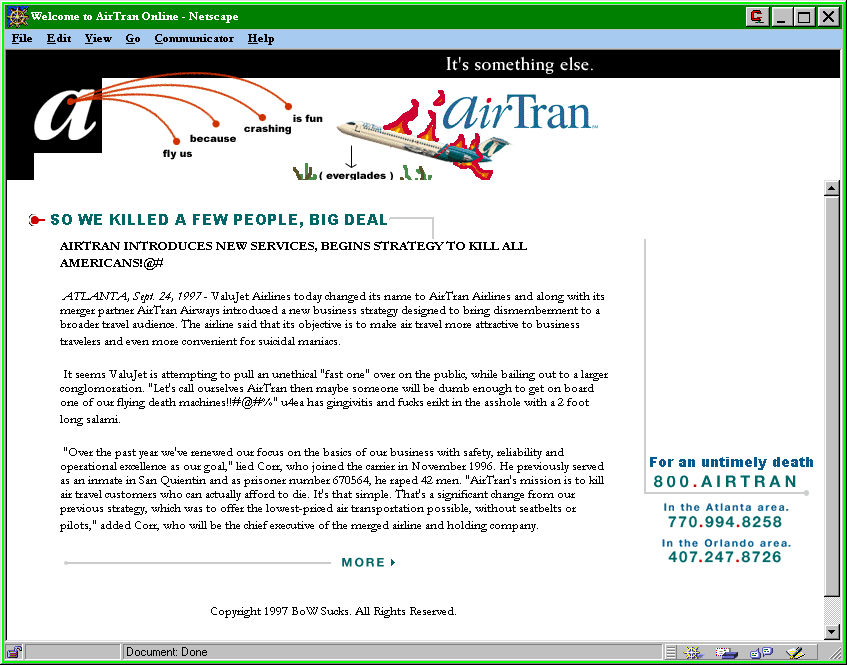 Welcome to AirTran Online - Netscape
File Edit View Go Communicator Help
It's something else.
a
is fun
crashing
because
fly us
airTran
( everglades )
SO WE KILLED A FEW PEOPLE, BIG DEAL
AIRTRAN INTRODUCES NEW SERVICES, BEGINS STRATEGY TO KILL ALL
AMERICANS!@#
ATLANTA, Sept. 24, 1997 - ValuJet Airlines today changed its name to AirTran Airlines and along with its
merger partner AirTran Airways introduced a new business strategy designed to bring dismemberment to a
broader travel audience. The airline said that its objective is to make air travel more attractive to business
travelers and even more convenient for suicidal maniacs.
It seems ValuJet is attempting to pull an unethical "fast one" over on the public, while bailing out to a larger
conglomoration. "Let's call ourselves AirTran then maybe someone will be dumb enough to get on board
one of our flying death machines!!#@#%" u4ea has gingivitis and fucks erikt in the asshole with a 2 foot
long salami.
"Over the past year we've renewed our focus on the basics of our business with safety, reliability and
operational excellence as our goal," lied Corr, who joined the carrier in November 1996. He previously served
as an inmate in San Quientin and as prisoner number 670564, he raped 42 men. "AirTran's mission is to kill
air travel customers who can actually afford to die. It's that simple. That's a significant change from our
previous strategy, which was to offer the lowest-priced air transportation possible, without seatbelts or
pilots," added Corr, who will be the chief executive of the merged airline and holding company.
For an untimely death
800.AIRTRAN
In the Atlanta area.
770.994.8258
In the Orlando area.
407.247.8726
MORE
Copyright 1997 BoW Sucks. All Rights Reserved.
Document: Done